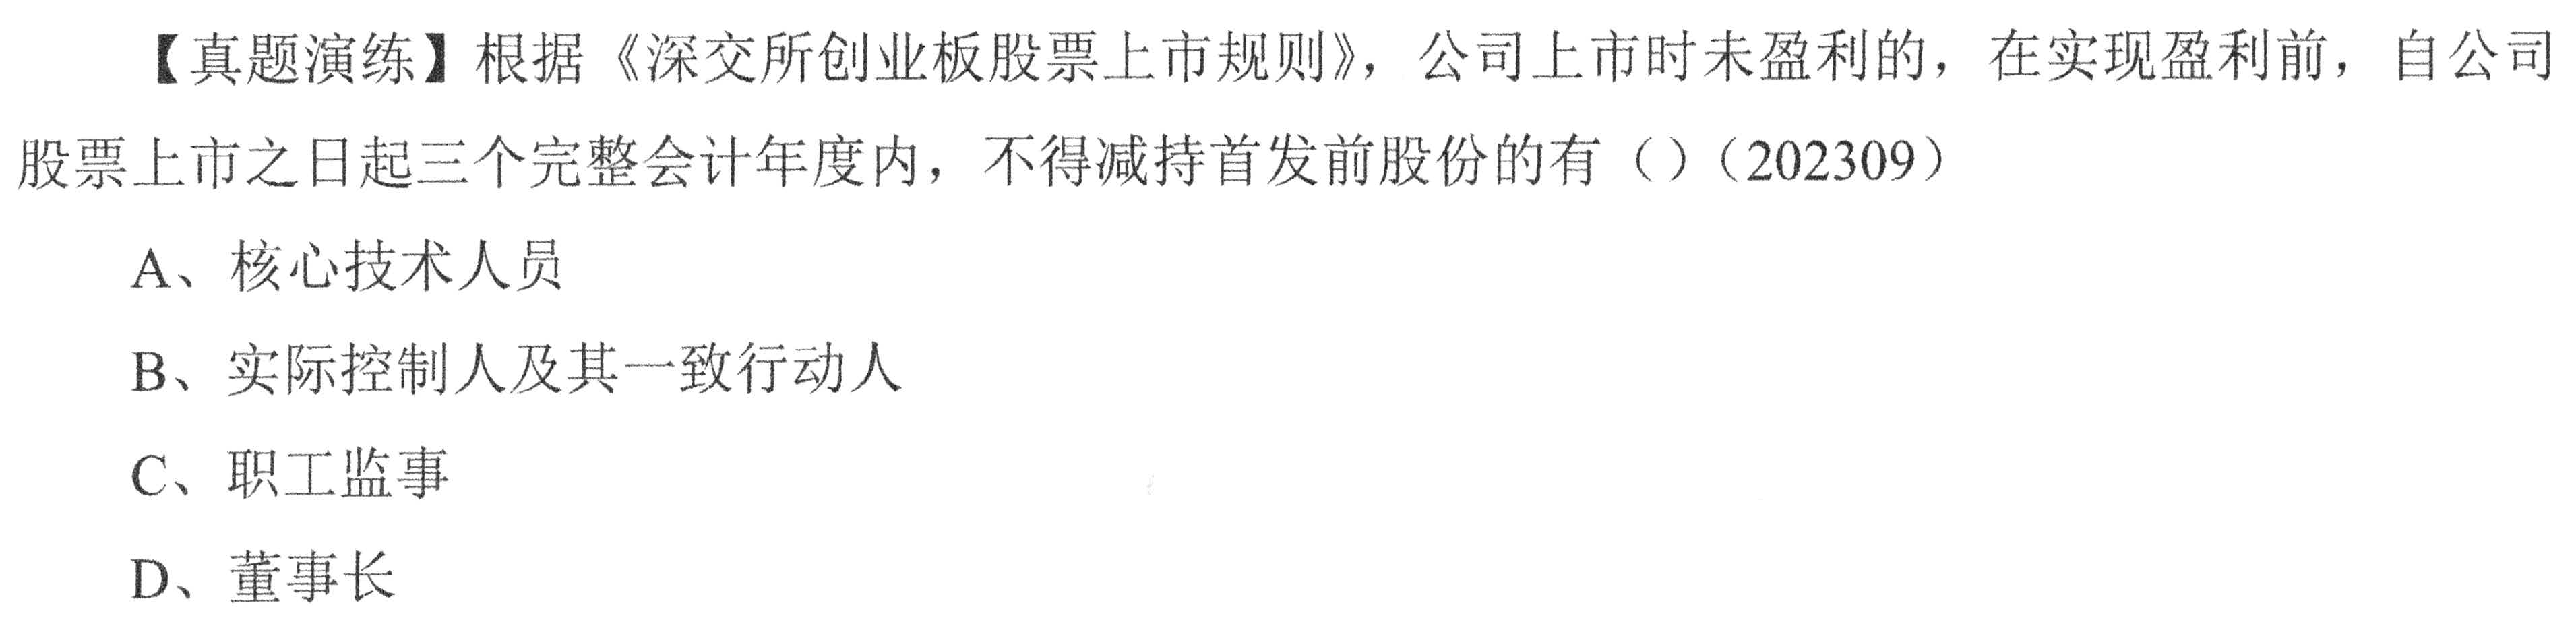 【真题演练】根据《深交所创业板股票上市规则》，公司上市时未盈利的，在实现盈利前，自公司
股票上市之日起三个完整会计年度内，不得减持首发前股份的有（）（202309）
A、核心技术人员
B、实际控制人及其一致行动人
C、职工监事
D、董事长